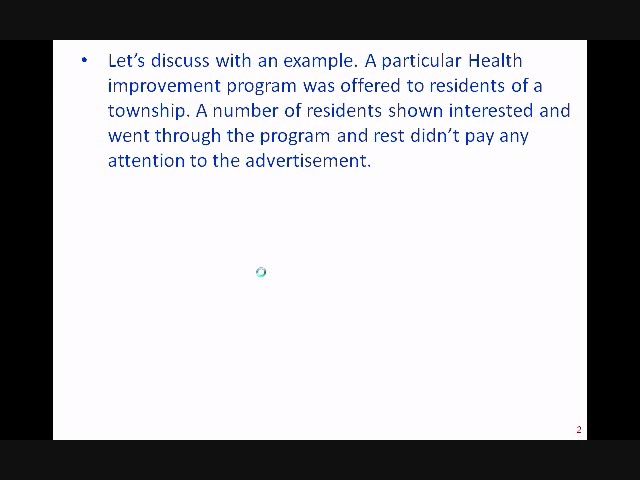 • Let's discuss with an example. A particular Health
improvement program was offered to residents of a
township. A number of residents shown interested and
went through the program and rest didn't pay any
attention to the advertisement.
2